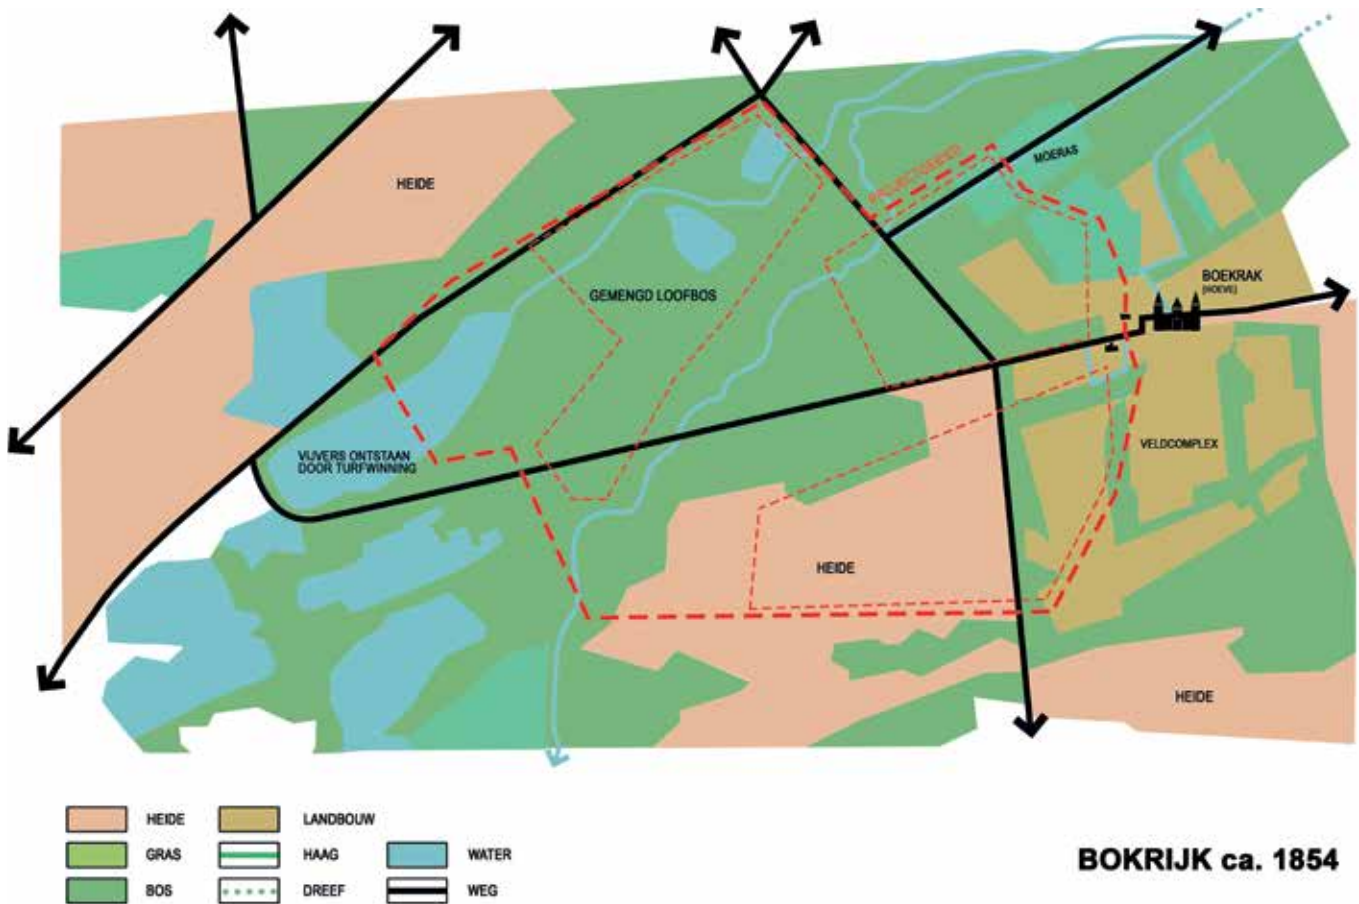 HEIDE
MOERAS
BOEKRAK
(HOEVE)
GEMENGD LOOFBOS
VIJVERS ONTSTAAN
DOOR TURFWINNING
VELDCOMPLEX
HEIDE
HEIDE
HEIDE
LANDBOUW
GRAS
HAAG
WATER
BOS
DREEF
WEG
BOKRIJK ca. 1854